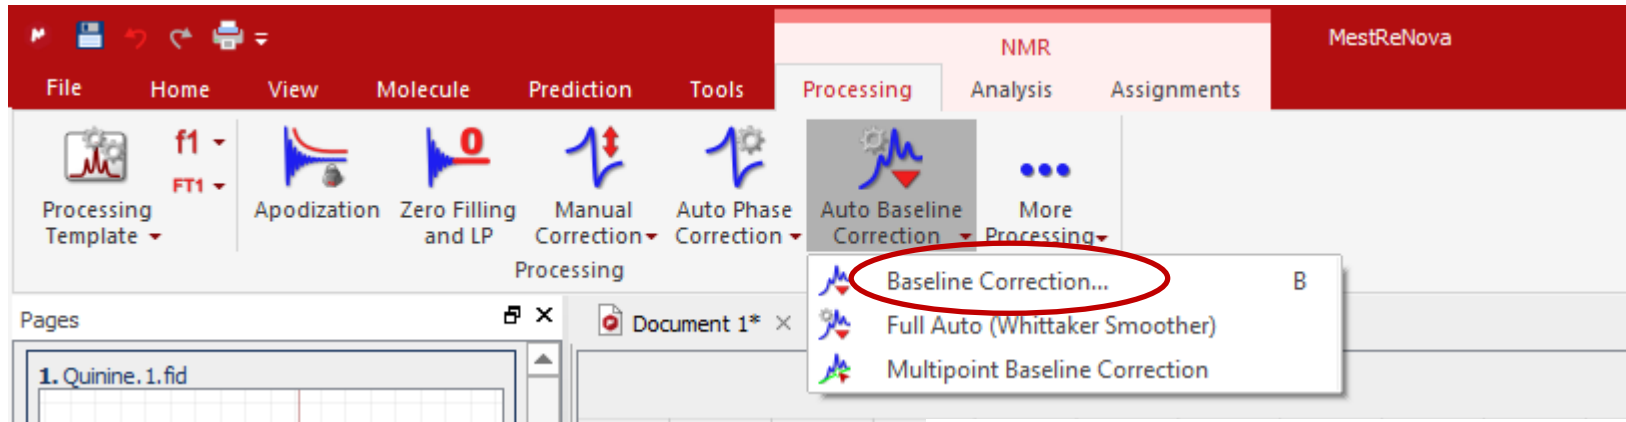 MestReNova
NMR
File Home View Molecule Prediction Tools Processing Analysis Assignments
f1
FT1
0
Processing Template
Apodization
Zero Filling and LP
Manual Correction
Auto Phase Correction
Auto Baseline Correction
More Processing
Processing
Baseline Correction... B
Full Auto (Whittaker Smoother)
Multipoint Baseline Correction
Pages
Document 1*
1. Quinine.1.fid